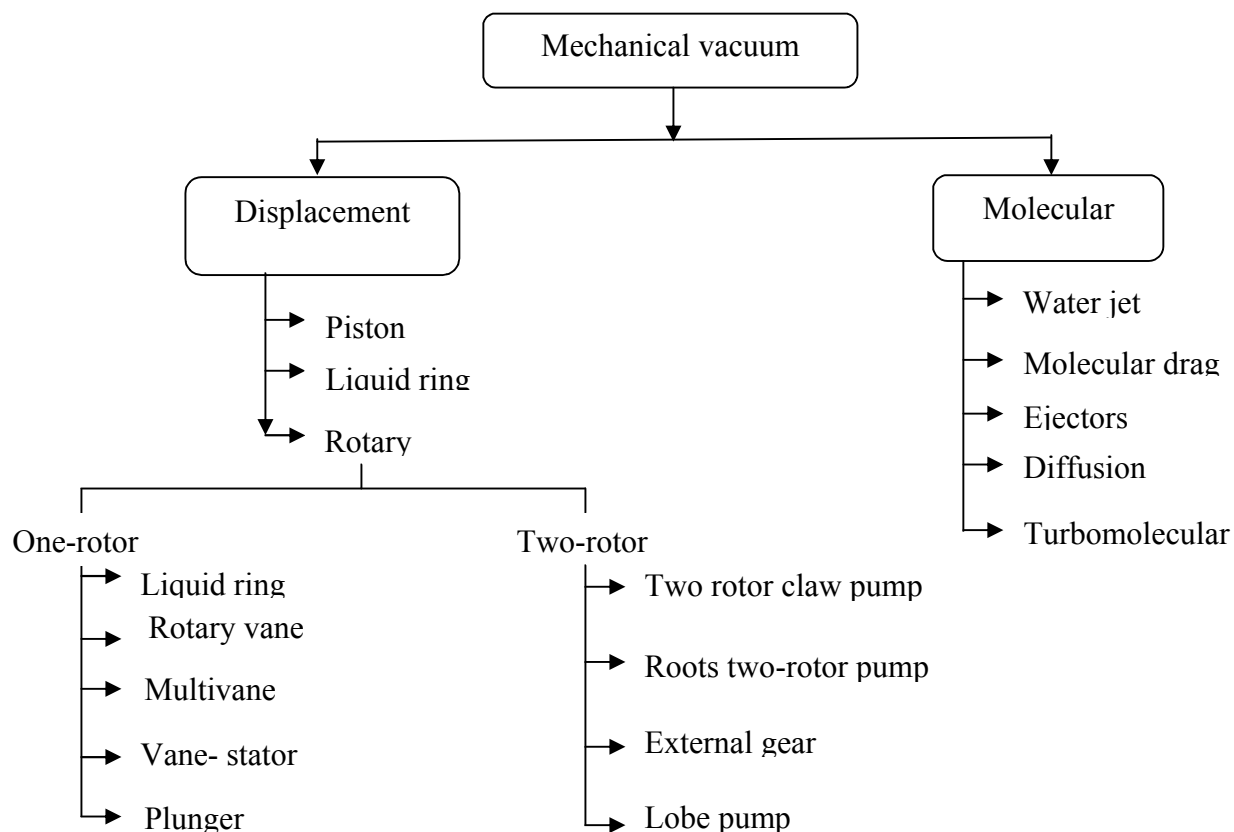 Mechanical vacuum
Displacement
Molecular
Piston
Liquid ring
Rotary
Water jet
Molecular drag
Ejectors
Diffusion
Turbomolecular
One-rotor
Liquid ring
Rotary vane
Multivane
Vane- stator
Plunger
Two-rotor
Two rotor claw pump
Roots two-rotor pump
External gear
Lobe pump